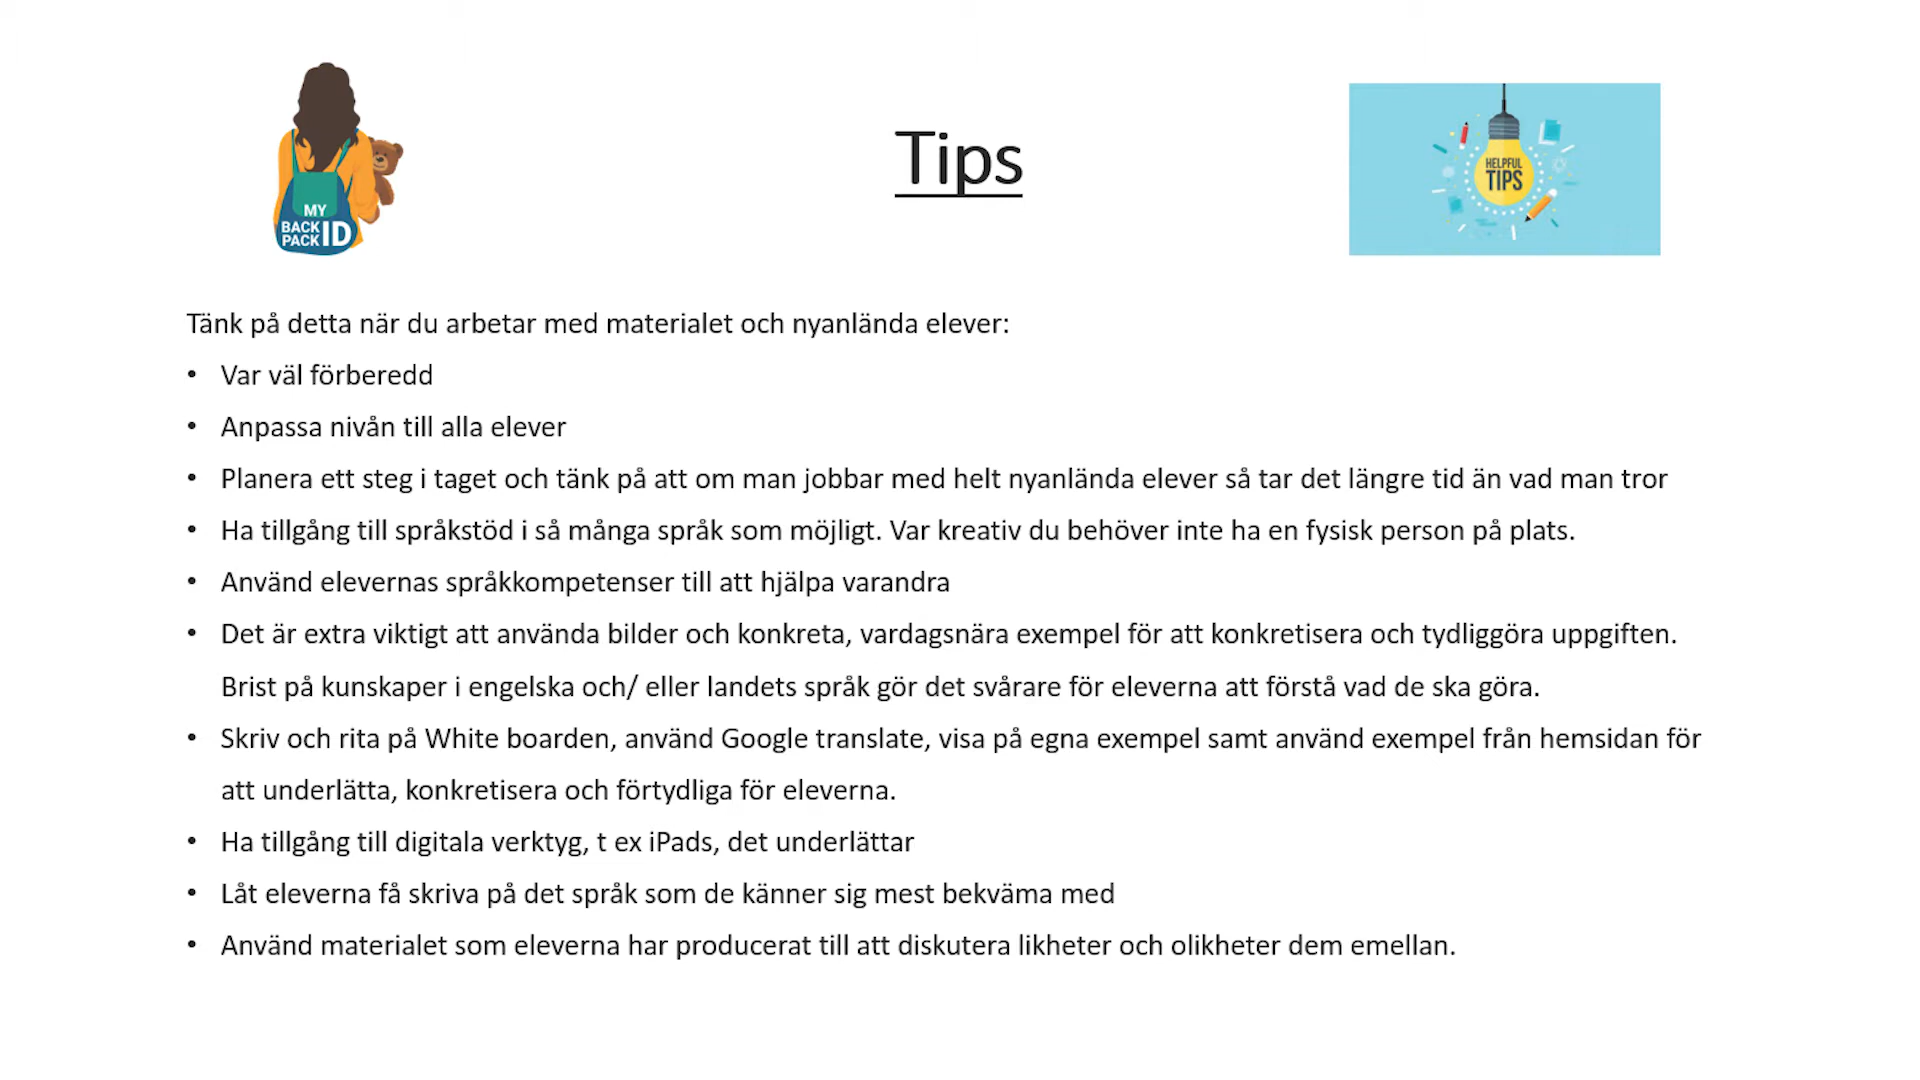 Tips
MY
BACK
PACK ID
HELPFUL
TIPS
Tänk på detta när du arbetar med materialet och nyanlända elever:
• Var väl förberedd
• Anpassa nivån till alla elever
• Planera ett steg i taget och tänk på att om man jobbar med helt nyanlända elever så tar det längre tid än vad man tror
• Ha tillgång till språkstöd i så många språk som möjligt. Var kreativ du behöver inte ha en fysisk person på plats.
• Använd elevernas språkkompetenser till att hjälpa varandra
• Det är extra viktigt att använda bilder och konkreta, vardagsnära exempel för att konkretisera och tydliggöra uppgiften.
Brist på kunskaper i engelska och/ eller landets språk gör det svårare för eleverna att förstå vad de ska göra.
• Skriv och rita på White boarden, använd Google translate, visa på egna exempel samt använd exempel från hemsidan för
att underlätta, konkretisera och förtydliga för eleverna.
• Ha tillgång till digitala verktyg, t ex iPads, det underlättar
• Låt eleverna få skriva på det språk som de känner sig mest bekväma med
• Använd materialet som eleverna har producerat till att diskutera likheter och olikheter dem emellan.